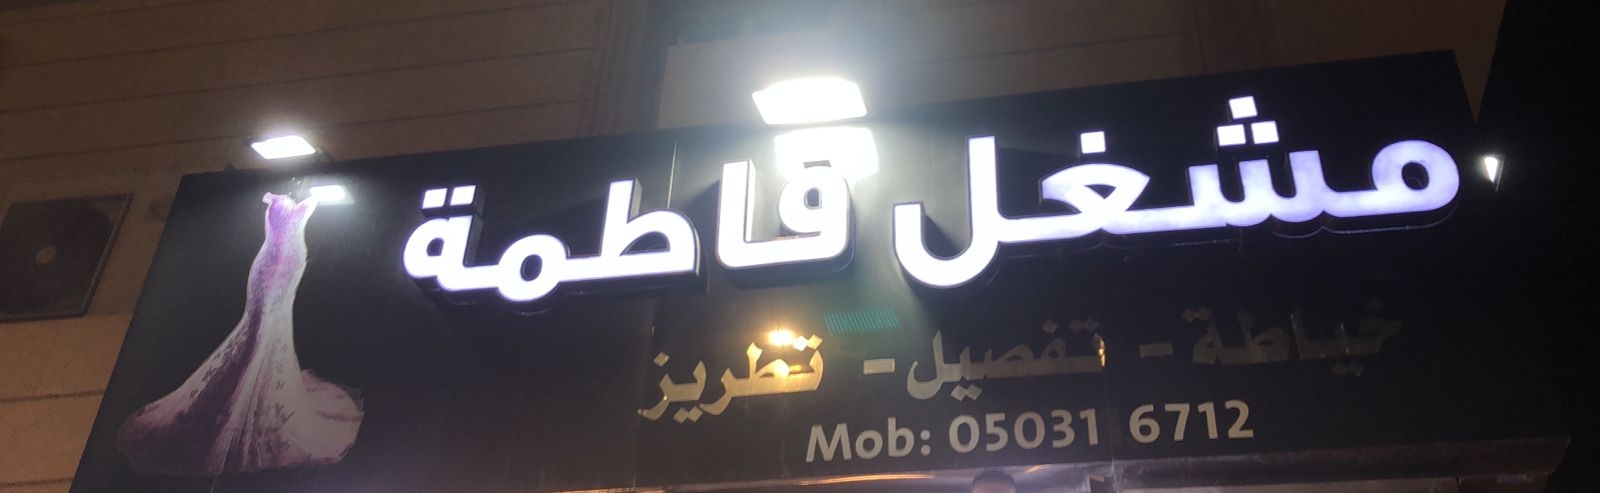 مشغل فاطمة
خياطة - تفصيل - تطريز
Mob: 05031 6712